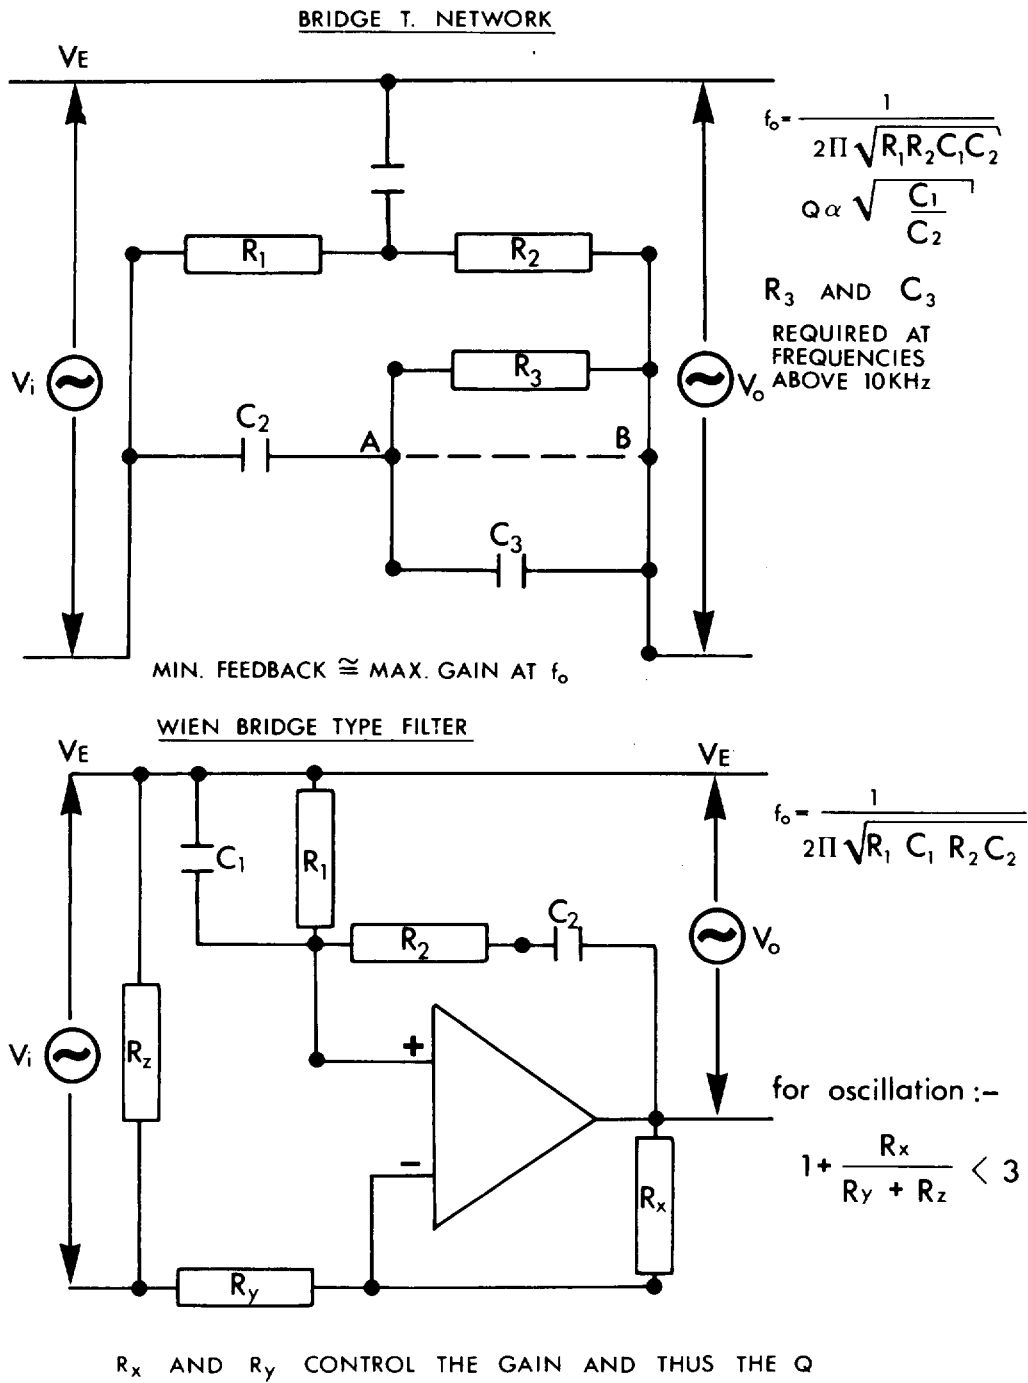 BRIDGE T. NETWORK
VE
f₀= 1 / 2Π √R₁R₂C₁C₂
Q α √ C₁ / C₂
R₁
R₂
R₃ AND C₃
REQUIRED AT
FREQUENCIES
ABOVE 10KHz
R₃
Vi
Vo
C₂
A
B
C₃
MIN. FEEDBACK ≅ MAX. GAIN AT f₀
WIEN BRIDGE TYPE FILTER
VE
VE
f₀= 1 / 2Π √R₁ C₁ R₂ C₂
C₁
R₁
R₂
C₂
Vo
Vi
Rz
+
−
for oscillation :-
1+ Rx / Ry + Rz < 3
Rx
Ry
Rx AND Ry CONTROL THE GAIN AND THUS THE Q